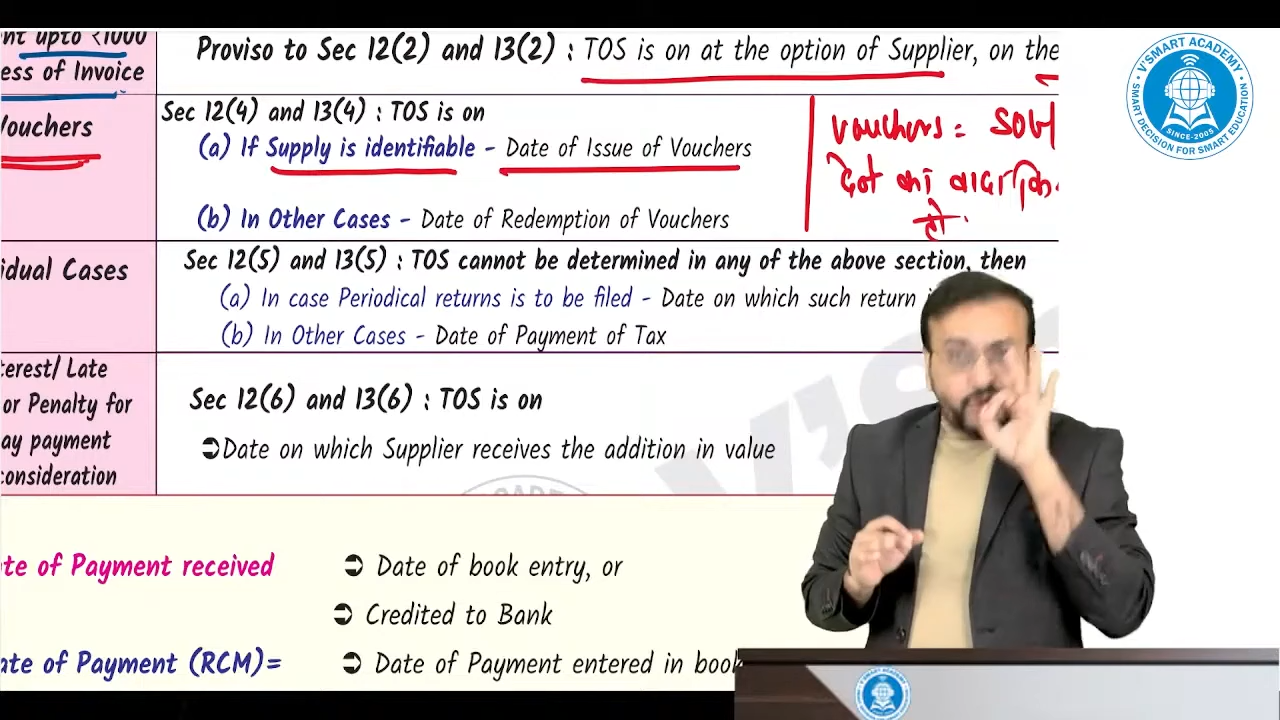 nt upto ₹1000
ess of Invoice
Proviso to Sec 12(2) and 13(2) : TOS is on at the option of Supplier, on the
Vouchers
Sec 12(4) and 13(4) : TOS is on
(a) If Supply is identifiable - Date of Issue of Vouchers
(b) In Other Cases - Date of Redemption of Vouchers
Vouchers =
idual Cases
Sec 12(5) and 13(5) : TOS cannot be determined in any of the above section, then
(a) In case Periodical returns is to be filed - Date on which such return
(b) In Other Cases - Date of Payment of Tax
terest/ Late
or Penalty for
ay payment
consideration
Sec 12(6) and 13(6) : TOS is on
➲Date on which Supplier receives the addition in value
te of Payment received
➲ Date of book entry, or
➲ Credited to Bank
ate of Payment (RCM)=
➲ Date of Payment entered in book
V'SMART ACADEMY
SINCE-2005
SMART DECISION FOR SMART EDUCATION